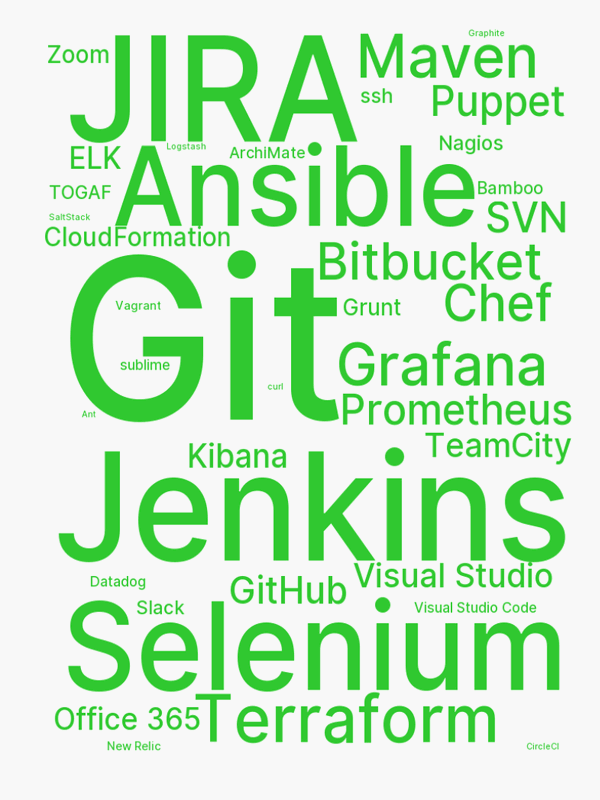 Graphite
Zoom
JIRA
Maven
ssh
Puppet
Logstash
ELK
ArchiMate
Nagios
TOGAF
Ansible
Bamboo
SaltStack
SVN
CloudFormation
Git
Bitbucket
Vagrant
Grunt
Chef
sublime
Grafana
curl
Ant
Prometheus
TeamCity
Kibana
Jenkins
Datadog
GitHub
Visual Studio
Slack
Visual Studio Code
Selenium
Office 365
Terraform
New Relic
CircleCI